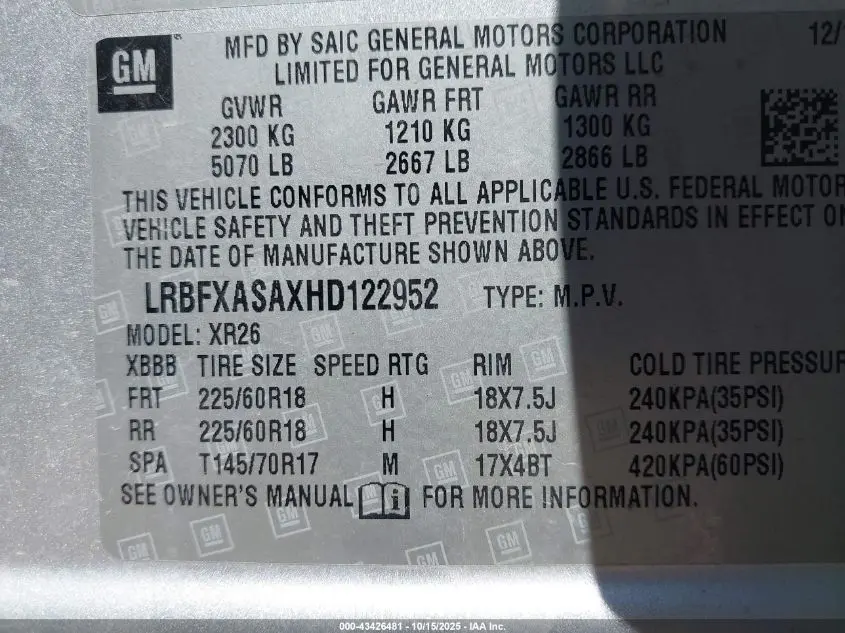 GM
MFD BY SAIC GENERAL MOTORS CORPORATION 12/
LIMITED FOR GENERAL MOTORS LLC
GVWR GAWR FRT GAWR RR
2300 KG 1210 KG 1300 KG
5070 LB 2667 LB 2866 LB
THIS VEHICLE CONFORMS TO ALL APPLICABLE U.S. FEDERAL MOTOR
VEHICLE SAFETY AND THEFT PREVENTION STANDARDS IN EFFECT ON
THE DATE OF MANUFACTURE SHOWN ABOVE.
LRBFXASAXHD122952 TYPE: M.P.V.
MODEL: XR26
XBBB TIRE SIZE SPEED RTG RIM COLD TIRE PRESSUR
FRT 225/60R18 H 18X7.5J 240KPA(35PSI)
RR 225/60R18 H 18X7.5J 240KPA(35PSI)
SPA T145/70R17 M 17X4BT 420KPA(60PSI)
SEE OWNER'S MANUAL i FOR MORE INFORMATION.
000-43426481 - 10/15/2025 - IAA Inc.